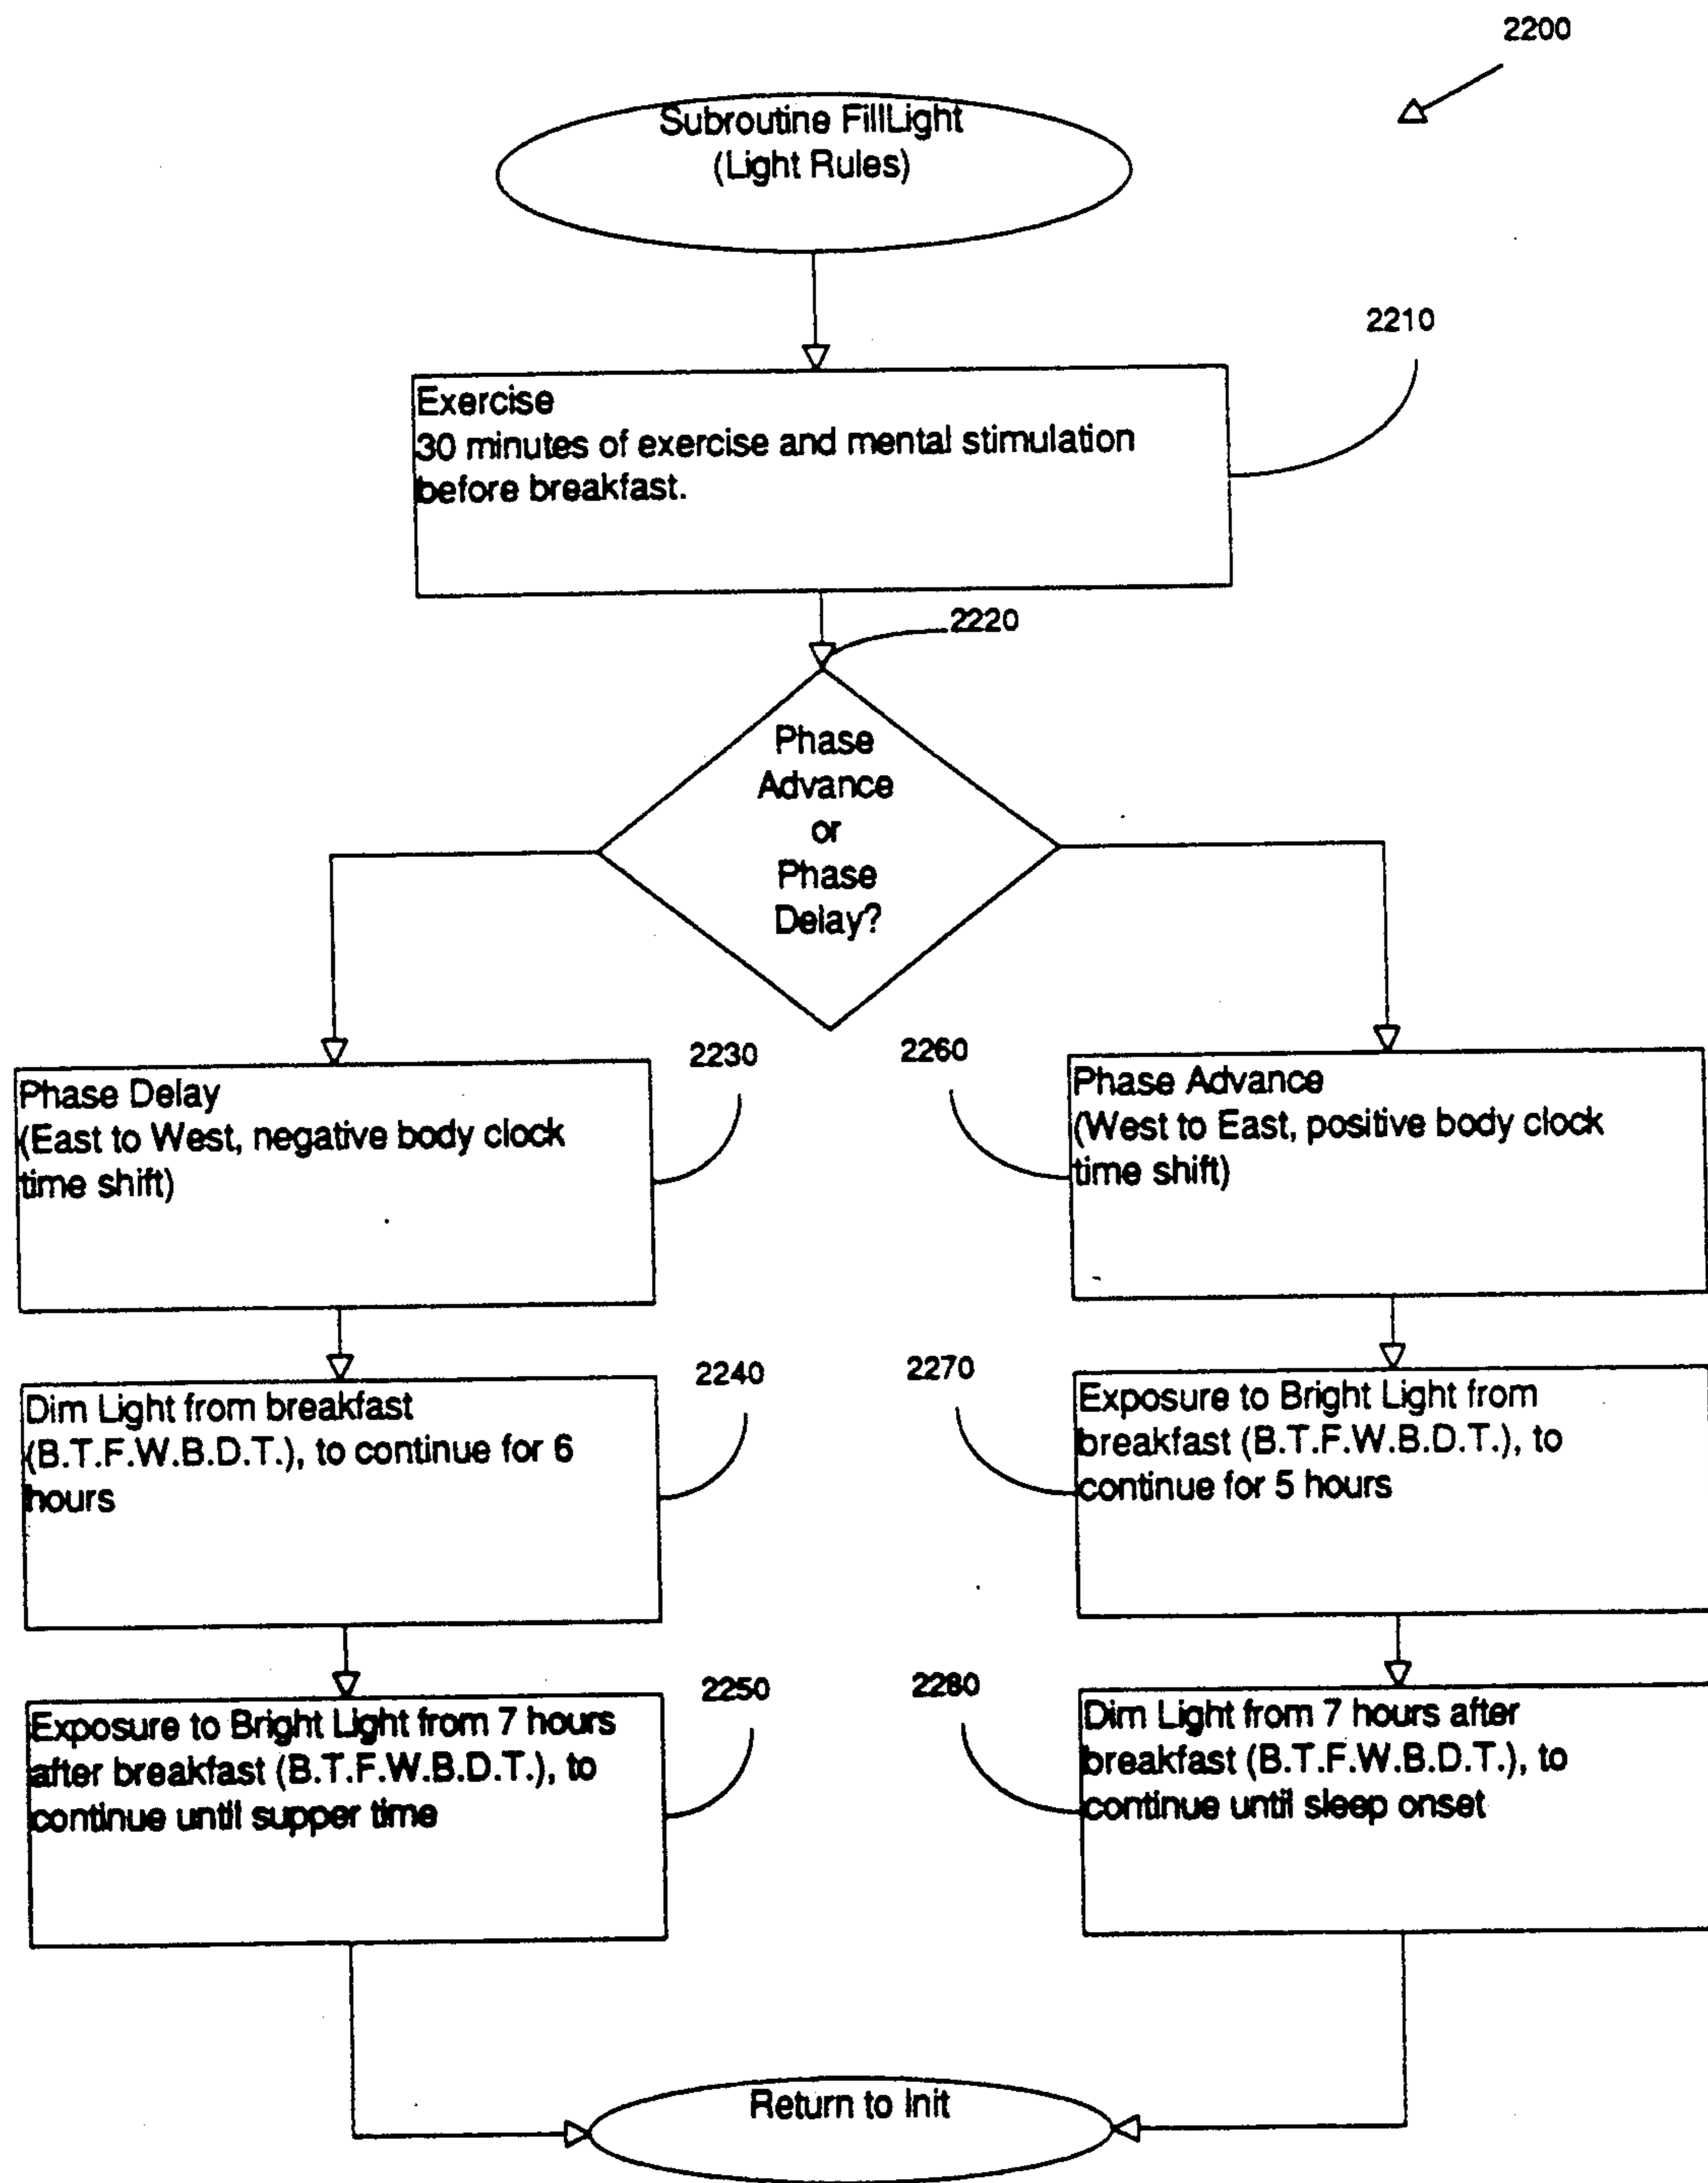 2200
Subroutine FillLight
(Light Rules)
2210
Exercise
30 minutes of exercise and mental stimulation
before breakfast.
2220
Phase
Advance
or
Phase
Delay?
2230
Phase Delay
(East to West, negative body clock
time shift)
2240
Dim Light from breakfast
(B.T.F.W.B.D.T.), to continue for 6
hours
2250
Exposure to Bright Light from 7 hours
after breakfast (B.T.F.W.B.D.T.), to
continue until supper time
2260
Phase Advance
(West to East, positive body clock
time shift)
2270
Exposure to Bright Light from
breakfast (B.T.F.W.B.D.T.), to
continue for 5 hours
2280
Dim Light from 7 hours after
breakfast (B.T.F.W.B.D.T.), to
continue until sleep onset
Return to Init